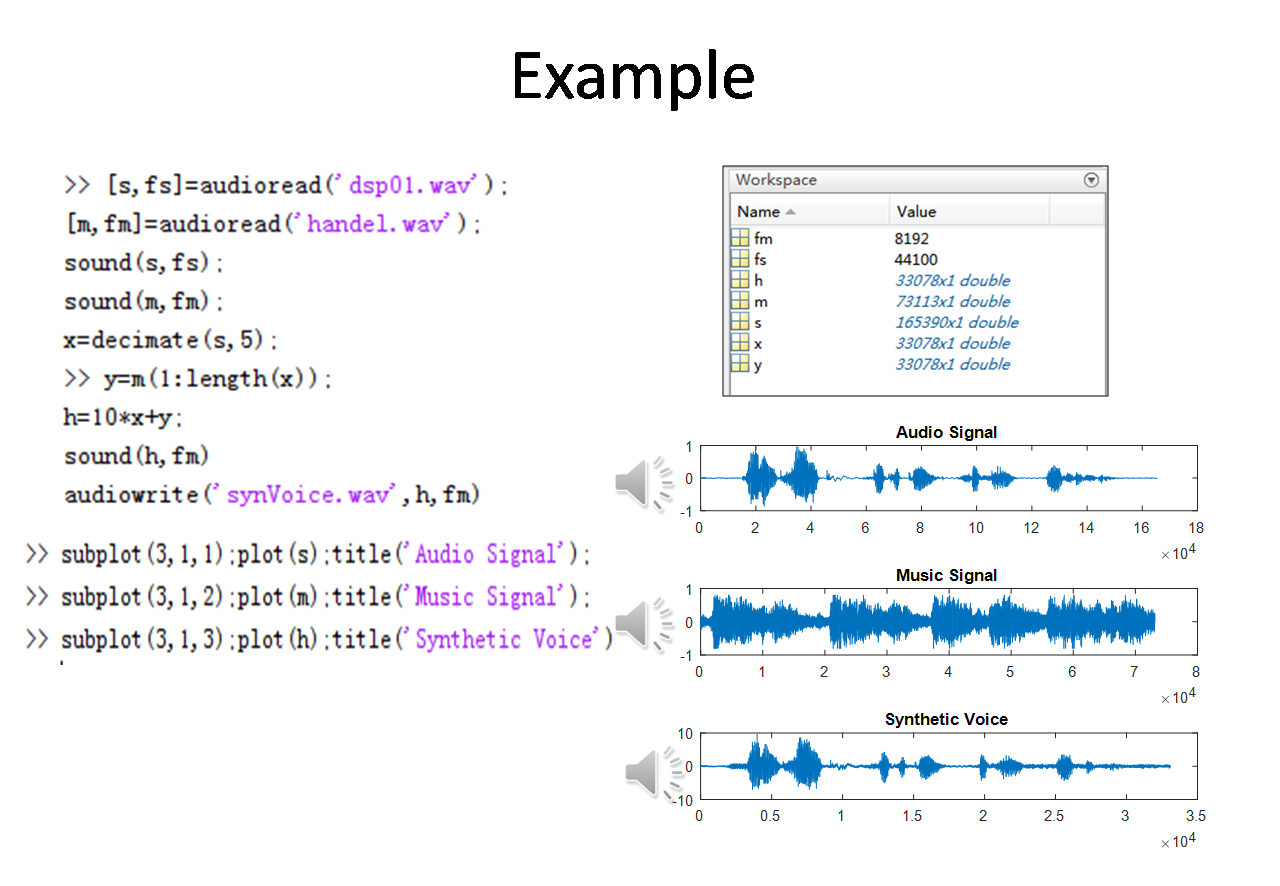 Example
>> [s,fs]=audioread('dsp01.wav');
[m,fm]=audioread('handel.wav');
sound(s,fs);
sound(m,fm);
x=decimate(s,5);
>> y=m(1:length(x));
h=10*x+y;
sound(h,fm)
audiowrite('synVoice.wav',h,fm)
>> subplot(3,1,1);plot(s);title('Audio Signal');
>> subplot(3,1,2);plot(m);title('Music Signal');
>> subplot(3,1,3);plot(h);title('Synthetic Voice')
Workspace
Name Value
fm 8192
fs 44100
h 33078x1 double
m 73113x1 double
s 165390x1 double
x 33078x1 double
y 33078x1 double
Audio Signal
1
0
-1
0 2 4 6 8 10 12 14 16 18
×10^4
Music Signal
1
0
-1
0 1 2 3 4 5 6 7 8
×10^4
Synthetic Voice
10
0
-10
0 0.5 1 1.5 2 2.5 3 3.5
×10^4